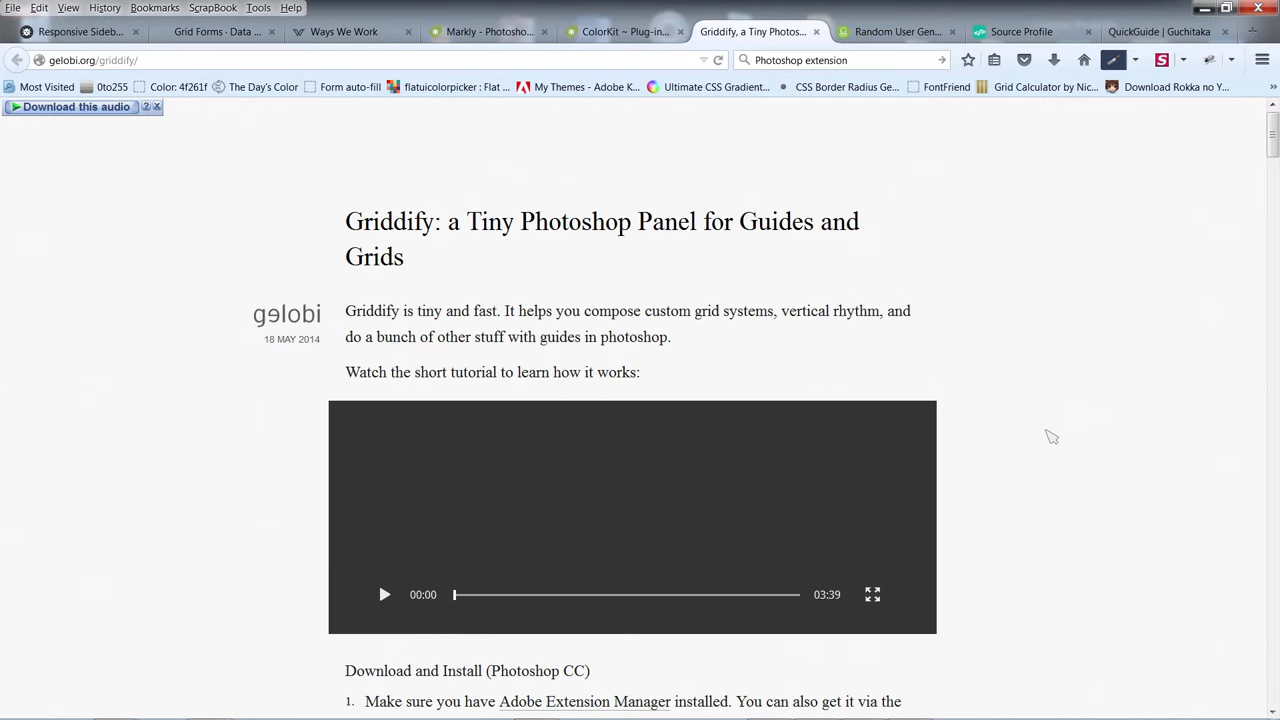 File Edit View History Bookmarks ScrapBook Tools Help
Responsive Sideb... Grid Forms · Data ... Ways We Work Markly - Photosho... ColorKit ~ Plug-in... Griddify, a Tiny Photos... Random User Gen... Source Profile QuickGuide | Guchitaka
gelobi.org/griddify/ Photoshop extension
Most Visited 0to255 Color: 4f261f The Day's Color Form auto-fill flatuicolorpicker : Flat ... My Themes - Adobe K... Ultimate CSS Gradient... CSS Border Radius Ge... FontFriend Grid Calculator by Nic... Download Rokka no Y...
Download this audio ? ×
Griddify: a Tiny Photoshop Panel for Guides and
Grids
gelobi
18 MAY 2014
Griddify is tiny and fast. It helps you compose custom grid systems, vertical rhythm, and
do a bunch of other stuff with guides in photoshop.
Watch the short tutorial to learn how it works:
00:00 03:39
Download and Install (Photoshop CC)
1. Make sure you have Adobe Extension Manager installed. You can also get it via the